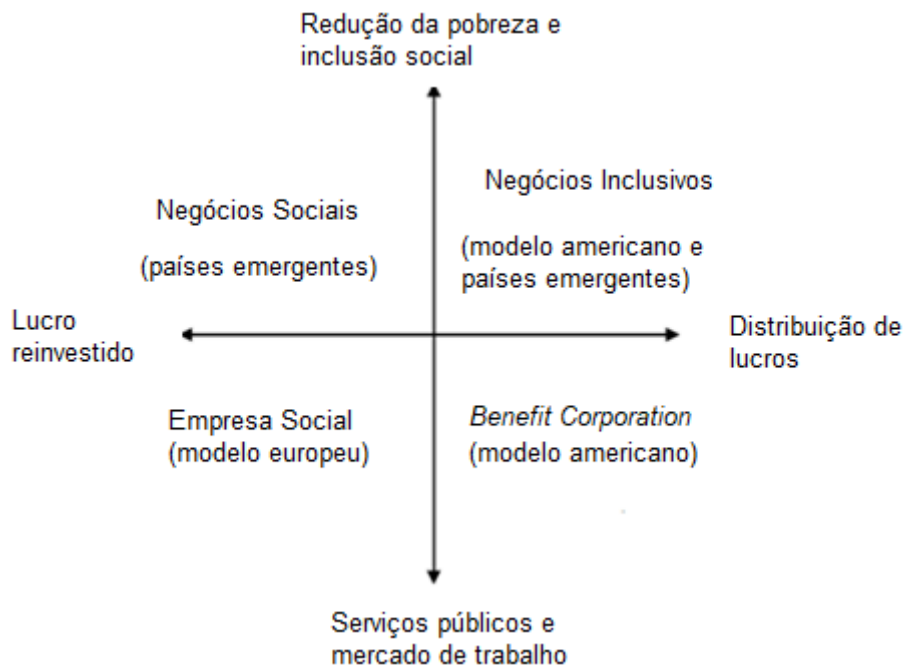 Redução da pobreza e
inclusão social
Negócios Inclusivos
Negócios Sociais
(modelo americano e
países emergentes)
(países emergentes)
Lucro
reinvestido
Distribuição de
lucros
Empresa Social
(modelo europeu)
Benefit Corporation
(modelo americano)
Serviços públicos e
mercado de trabalho